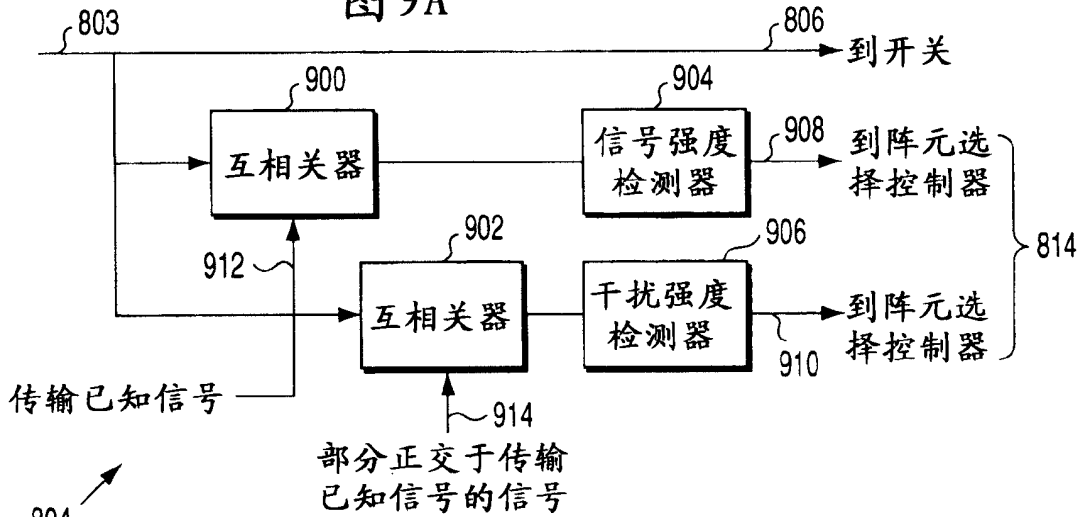 图9A
803
806
到开关
900
904
互相关器
信号强度
检测器
908
到阵元选
择控制器
902
906
912
互相关器
干扰强度
检测器
910
到阵元选
择控制器
814
传输已知信号
914
部分正交于传输
已知信号的信号